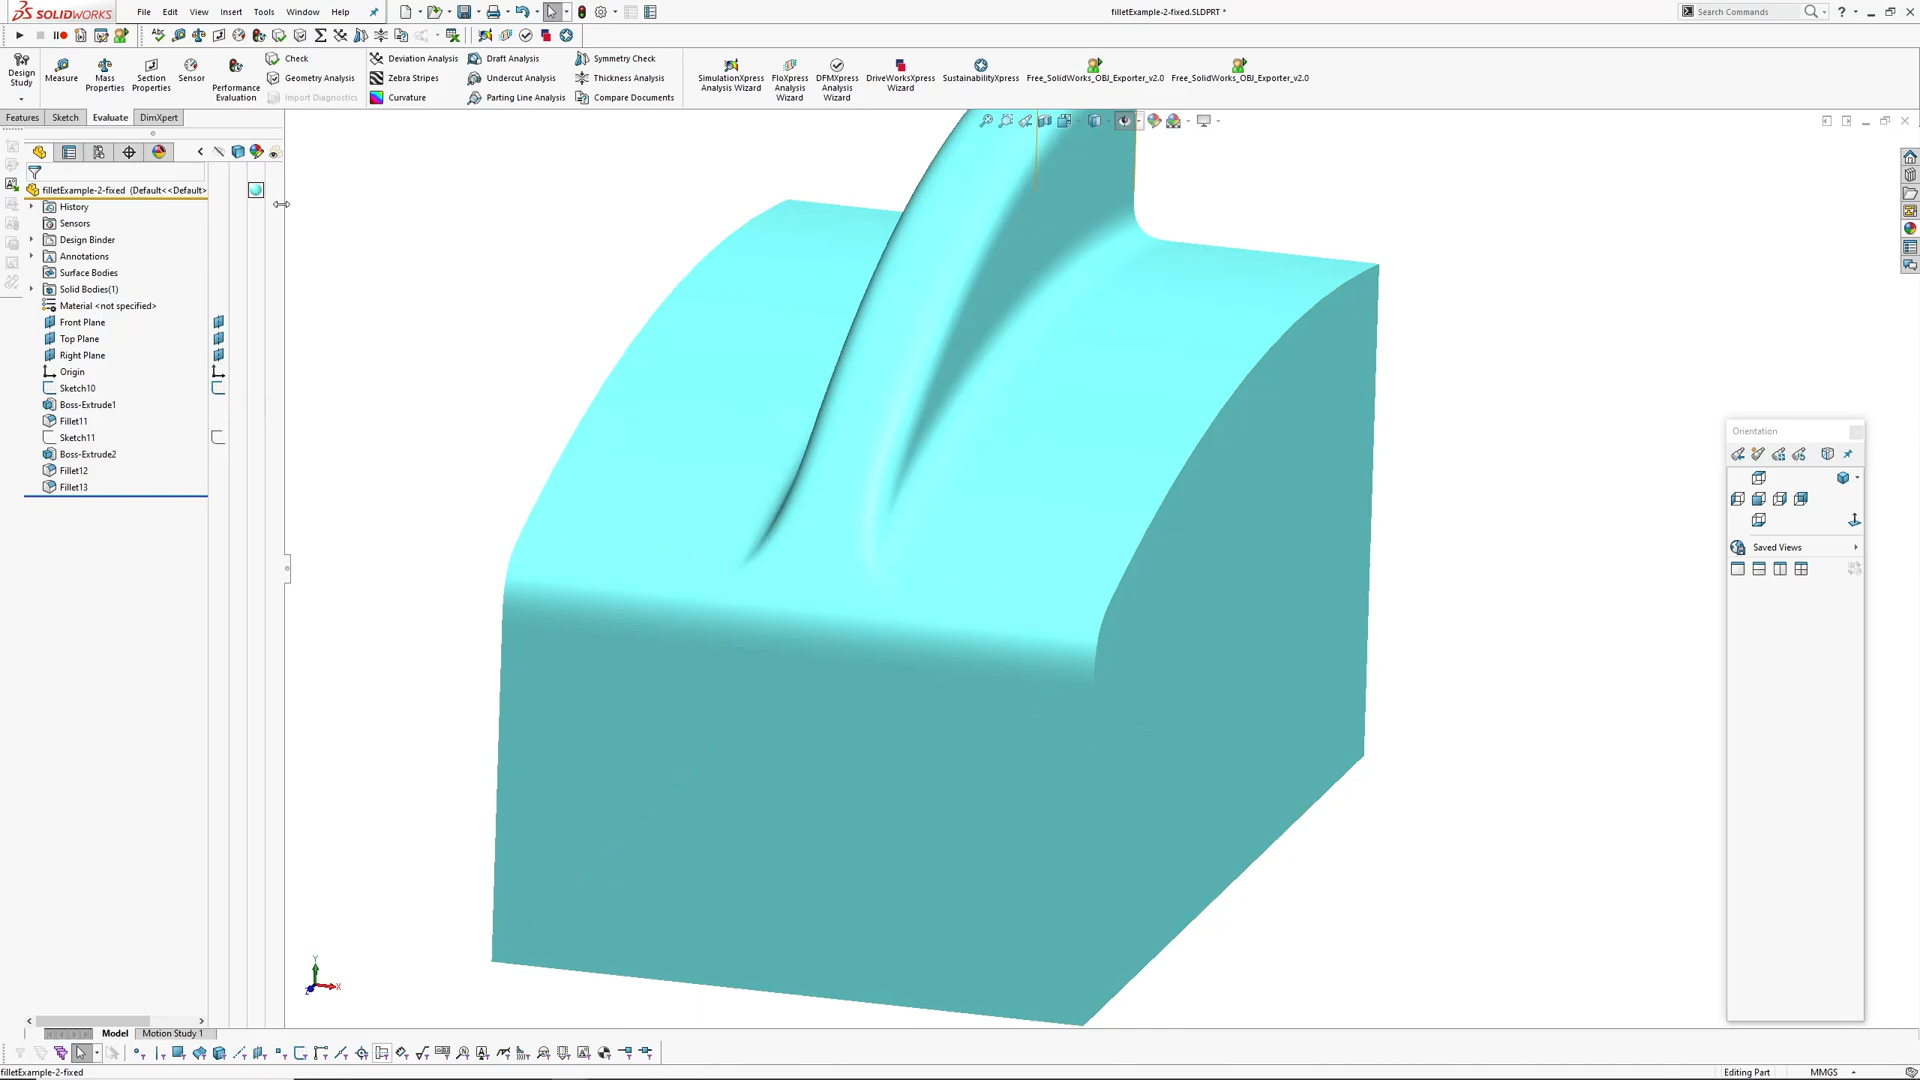 SOLIDWORKS File Edit View Insert Tools Window Help filletExample-2-fixed.SLDPRT * Search Commands
Design Study
Measure
Mass Properties
Section Properties
Sensor
Performance Evaluation
Check
Geometry Analysis
Import Diagnostics
Deviation Analysis
Zebra Stripes
Curvature
Draft Analysis
Undercut Analysis
Parting Line Analysis
Symmetry Check
Thickness Analysis
Compare Documents
SimulationXpress Analysis Wizard
FloXpress Analysis Wizard
DFMXpress Analysis Wizard
DriveWorksXpress Wizard
SustainabilityXpress
Free_SolidWorks_OBJ_Exporter_v2.0
Free_SolidWorks_OBJ_Exporter_v2.0
Features Sketch Evaluate DimXpert
filletExample-2-fixed (Default<<Default>
History
Sensors
Design Binder
Annotations
Surface Bodies
Solid Bodies(1)
Material <not specified>
Front Plane
Top Plane
Right Plane
Origin
Sketch10
Boss-Extrude1
Fillet11
Sketch11
Boss-Extrude2
Fillet12
Fillet13
Orientation
Saved Views
Y
X
Z
Model Motion Study 1
filletExample-2-fixed Editing Part MMGS